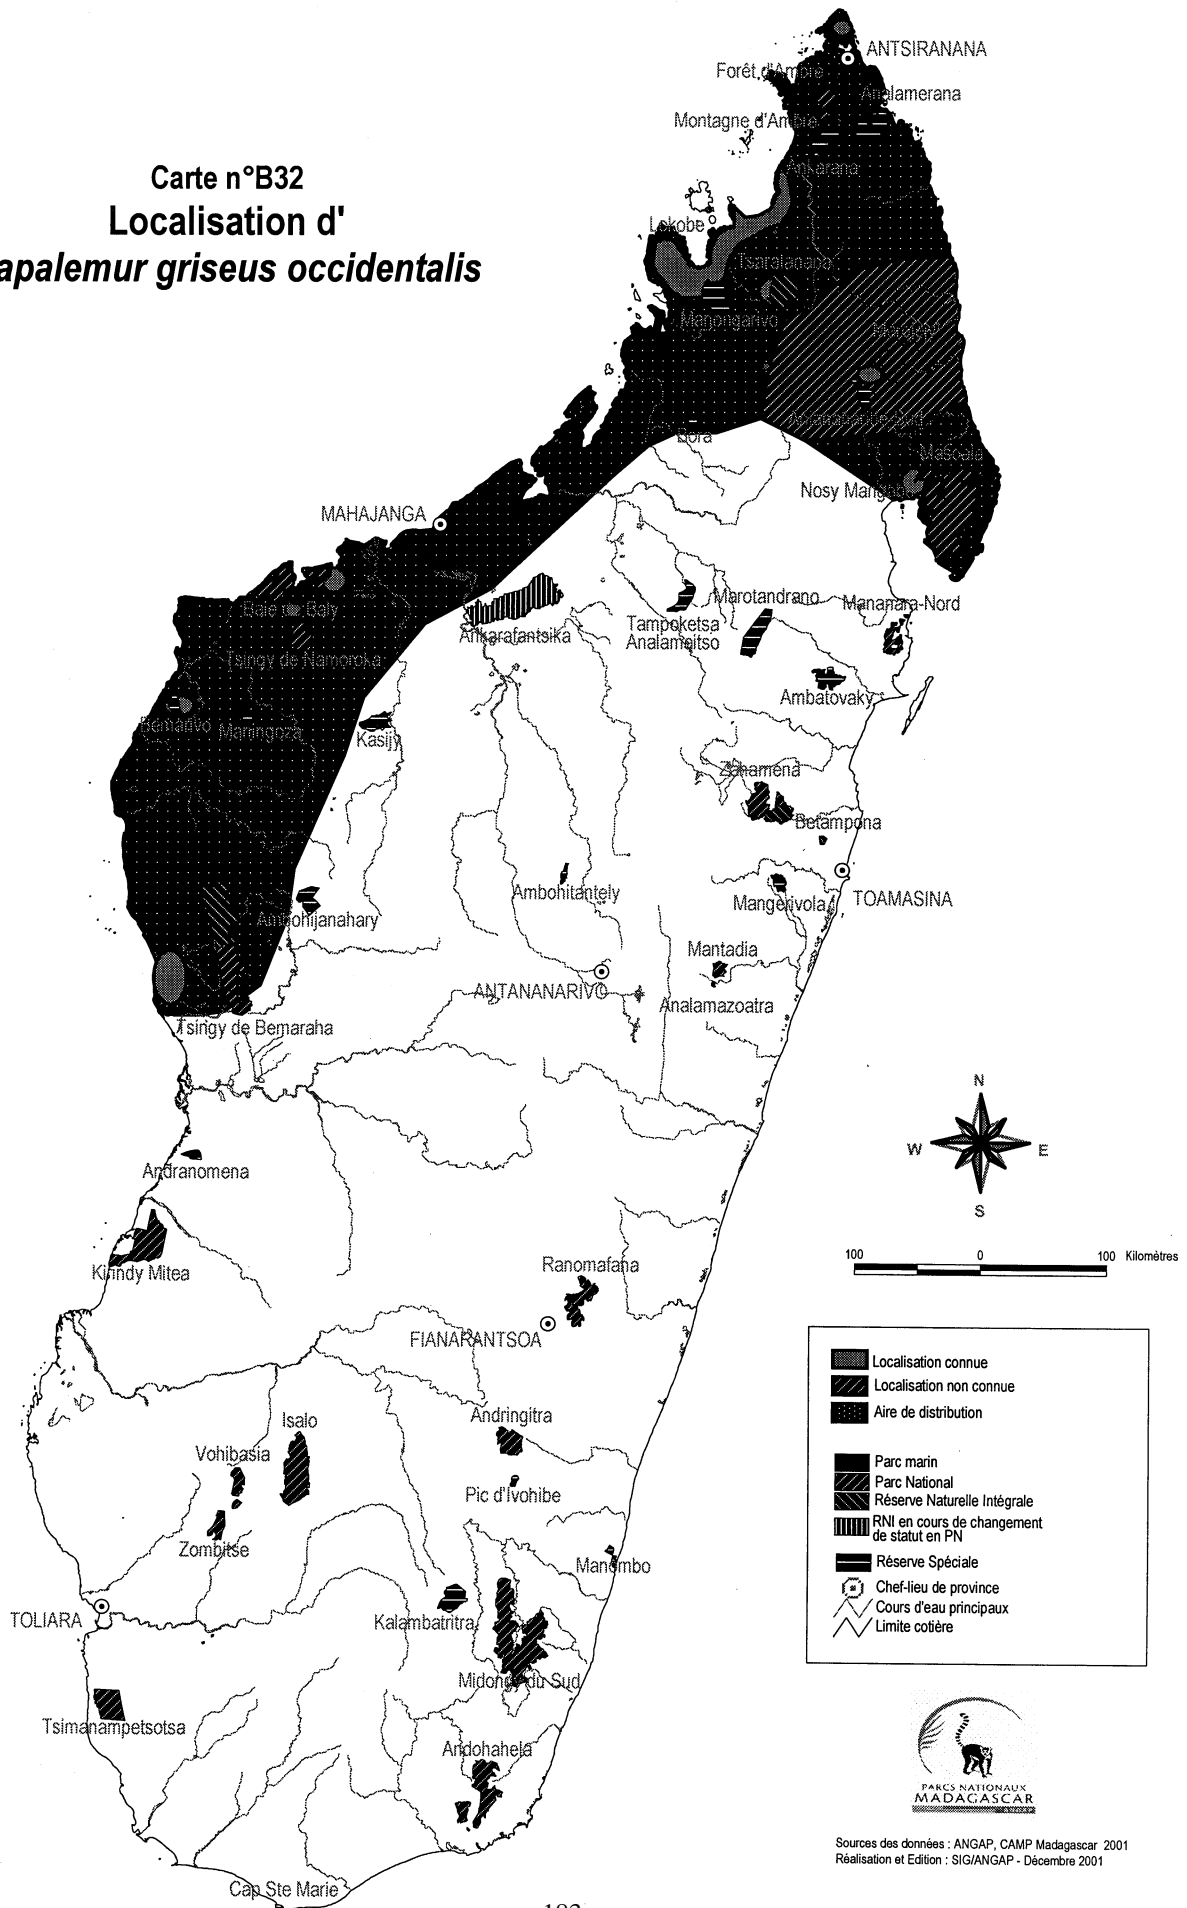 Carte n°B32
Localisation d'
apalemur griseus occidentalis
ANTSIRANANA
Forêt d'Ambre
Analamerana
Montagne d'Ambre
Ankarana
Lokobe
Tsaratanana
Manongarivo
Bora
Masoala
Nosy Mangabe
MAHAJANGA
Baie de Baly
Ankarafantsika
Tampoketsa
Analamaitso
Marotandrano
Mananara-Nord
Tsingy de Namoroka
Ambatovaky
Bemarivo
Maningoza
Kasijy
Zahamena
Betampona
Ambohitantely
Mangerivola
TOAMASINA
Ambohijanahary
Mantadia
ANTANANARIVO
Analamazoatra
Tsingy de Bemaraha
N
W
E
S
Andranomena
100 0 100 Kilomètres
Kirindy Mitea
Ranomafana
FIANARANTSOA
Localisation connue
Localisation non connue
Aire de distribution
Parc marin
Parc National
Réserve Naturelle Intégrale
RNI en cours de changement
de statut en PN
Réserve Spéciale
Chef-lieu de province
Cours d'eau principaux
Limite cotière
Isalo
Andringitra
Vohibasia
Pic d'Ivohibe
Zombitse
Manombo
TOLIARA
Kalambatritra
Midongy du Sud
Tsimanampetsotsa
Andohahela
PARCS NATIONAUX
MADAGASCAR
Sources des données : ANGAP, CAMP Madagascar 2001
Réalisation et Edition : SIG/ANGAP - Décembre 2001
Cap Ste Marie